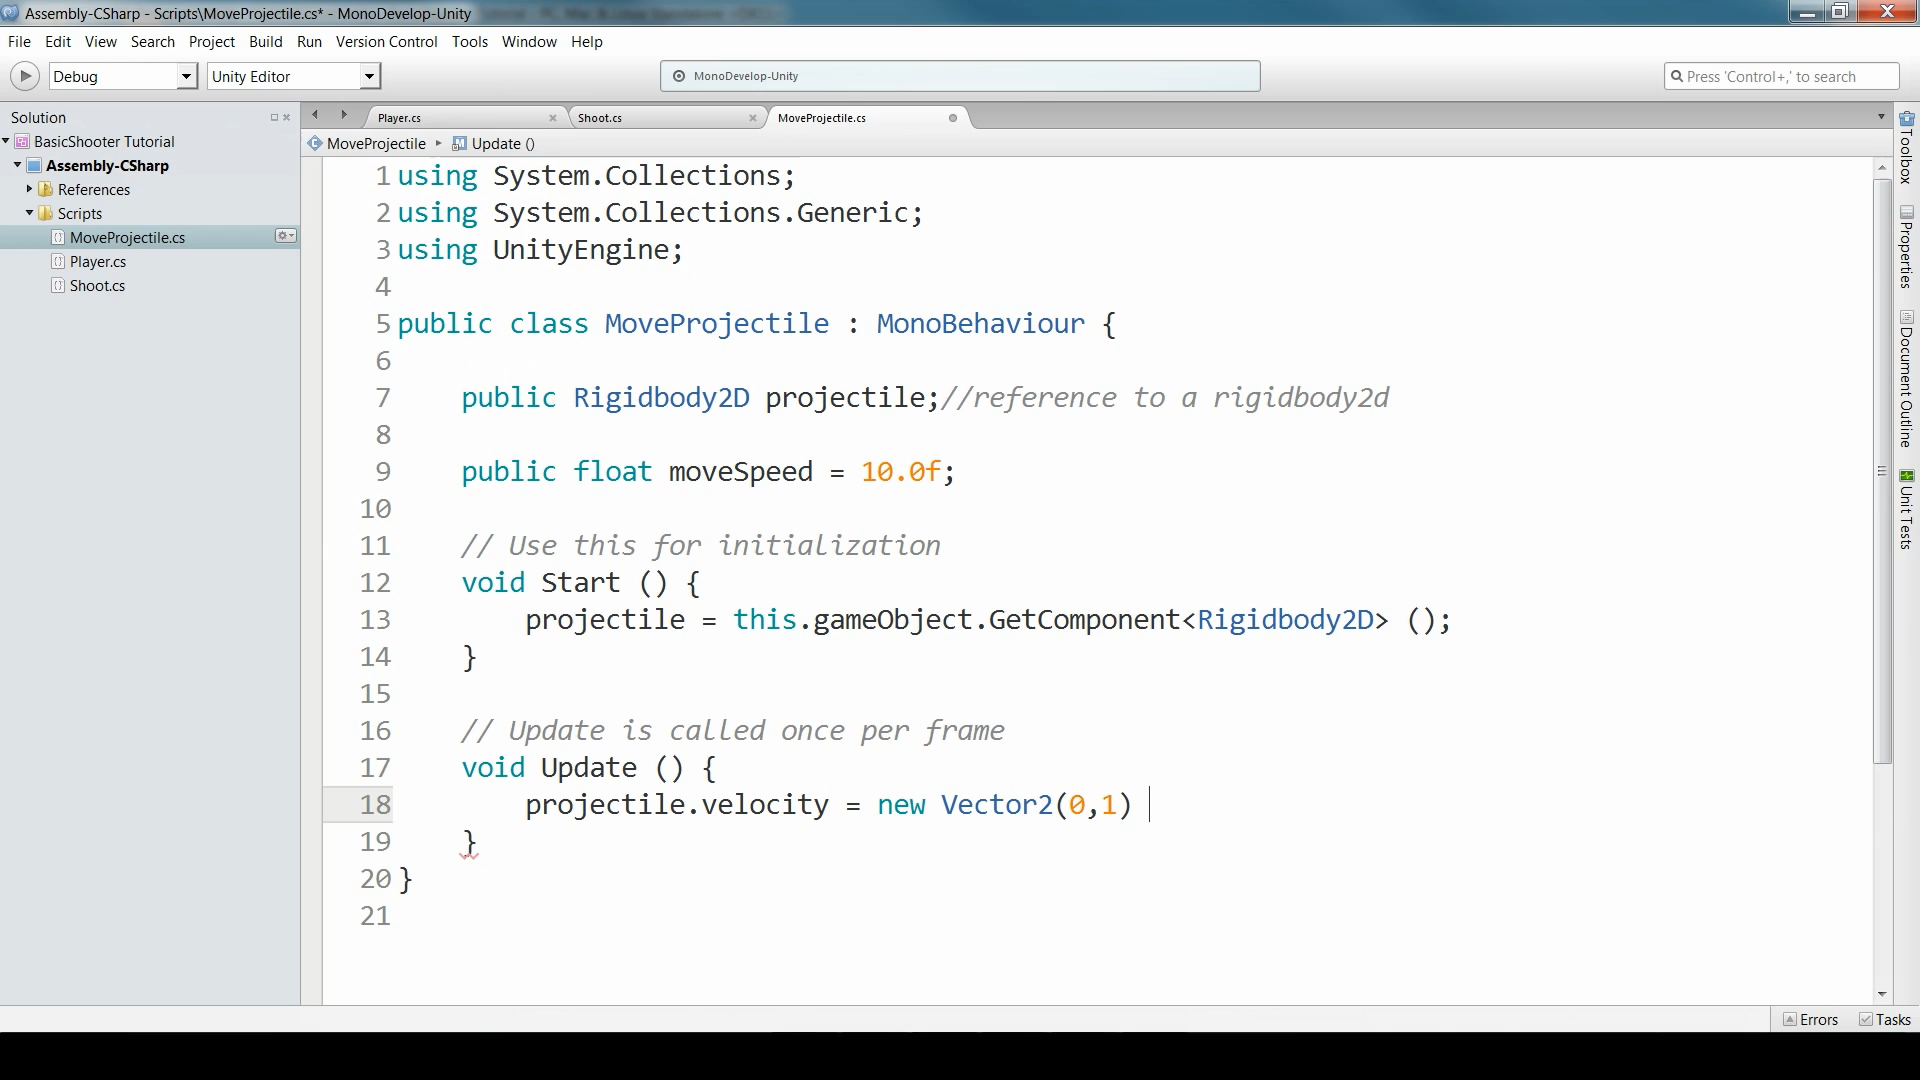 Assembly-CSharp - Scripts\MoveProjectile.cs* - MonoDevelop-Unity
File Edit View Search Project Build Run Version Control Tools Window Help
Debug Unity Editor MonoDevelop-Unity Press 'Control+,' to search
Solution
BasicShooter Tutorial
Assembly-CSharp
References
Scripts
MoveProjectile.cs
Player.cs
Shoot.cs
Player.cs Shoot.cs MoveProjectile.cs
MoveProjectile Update ()
1 using System.Collections;
2 using System.Collections.Generic;
3 using UnityEngine;
4
5 public class MoveProjectile : MonoBehaviour {
6
7 public Rigidbody2D projectile;//reference to a rigidbody2d
8
9 public float moveSpeed = 10.0f;
10
11 // Use this for initialization
12 void Start () {
13 projectile = this.gameObject.GetComponent<Rigidbody2D> ();
14 }
15
16 // Update is called once per frame
17 void Update () {
18 projectile.velocity = new Vector2(0,1)
19 }
20 }
21
Toolbox
Properties
Document Outline
Unit Tests
Errors Tasks